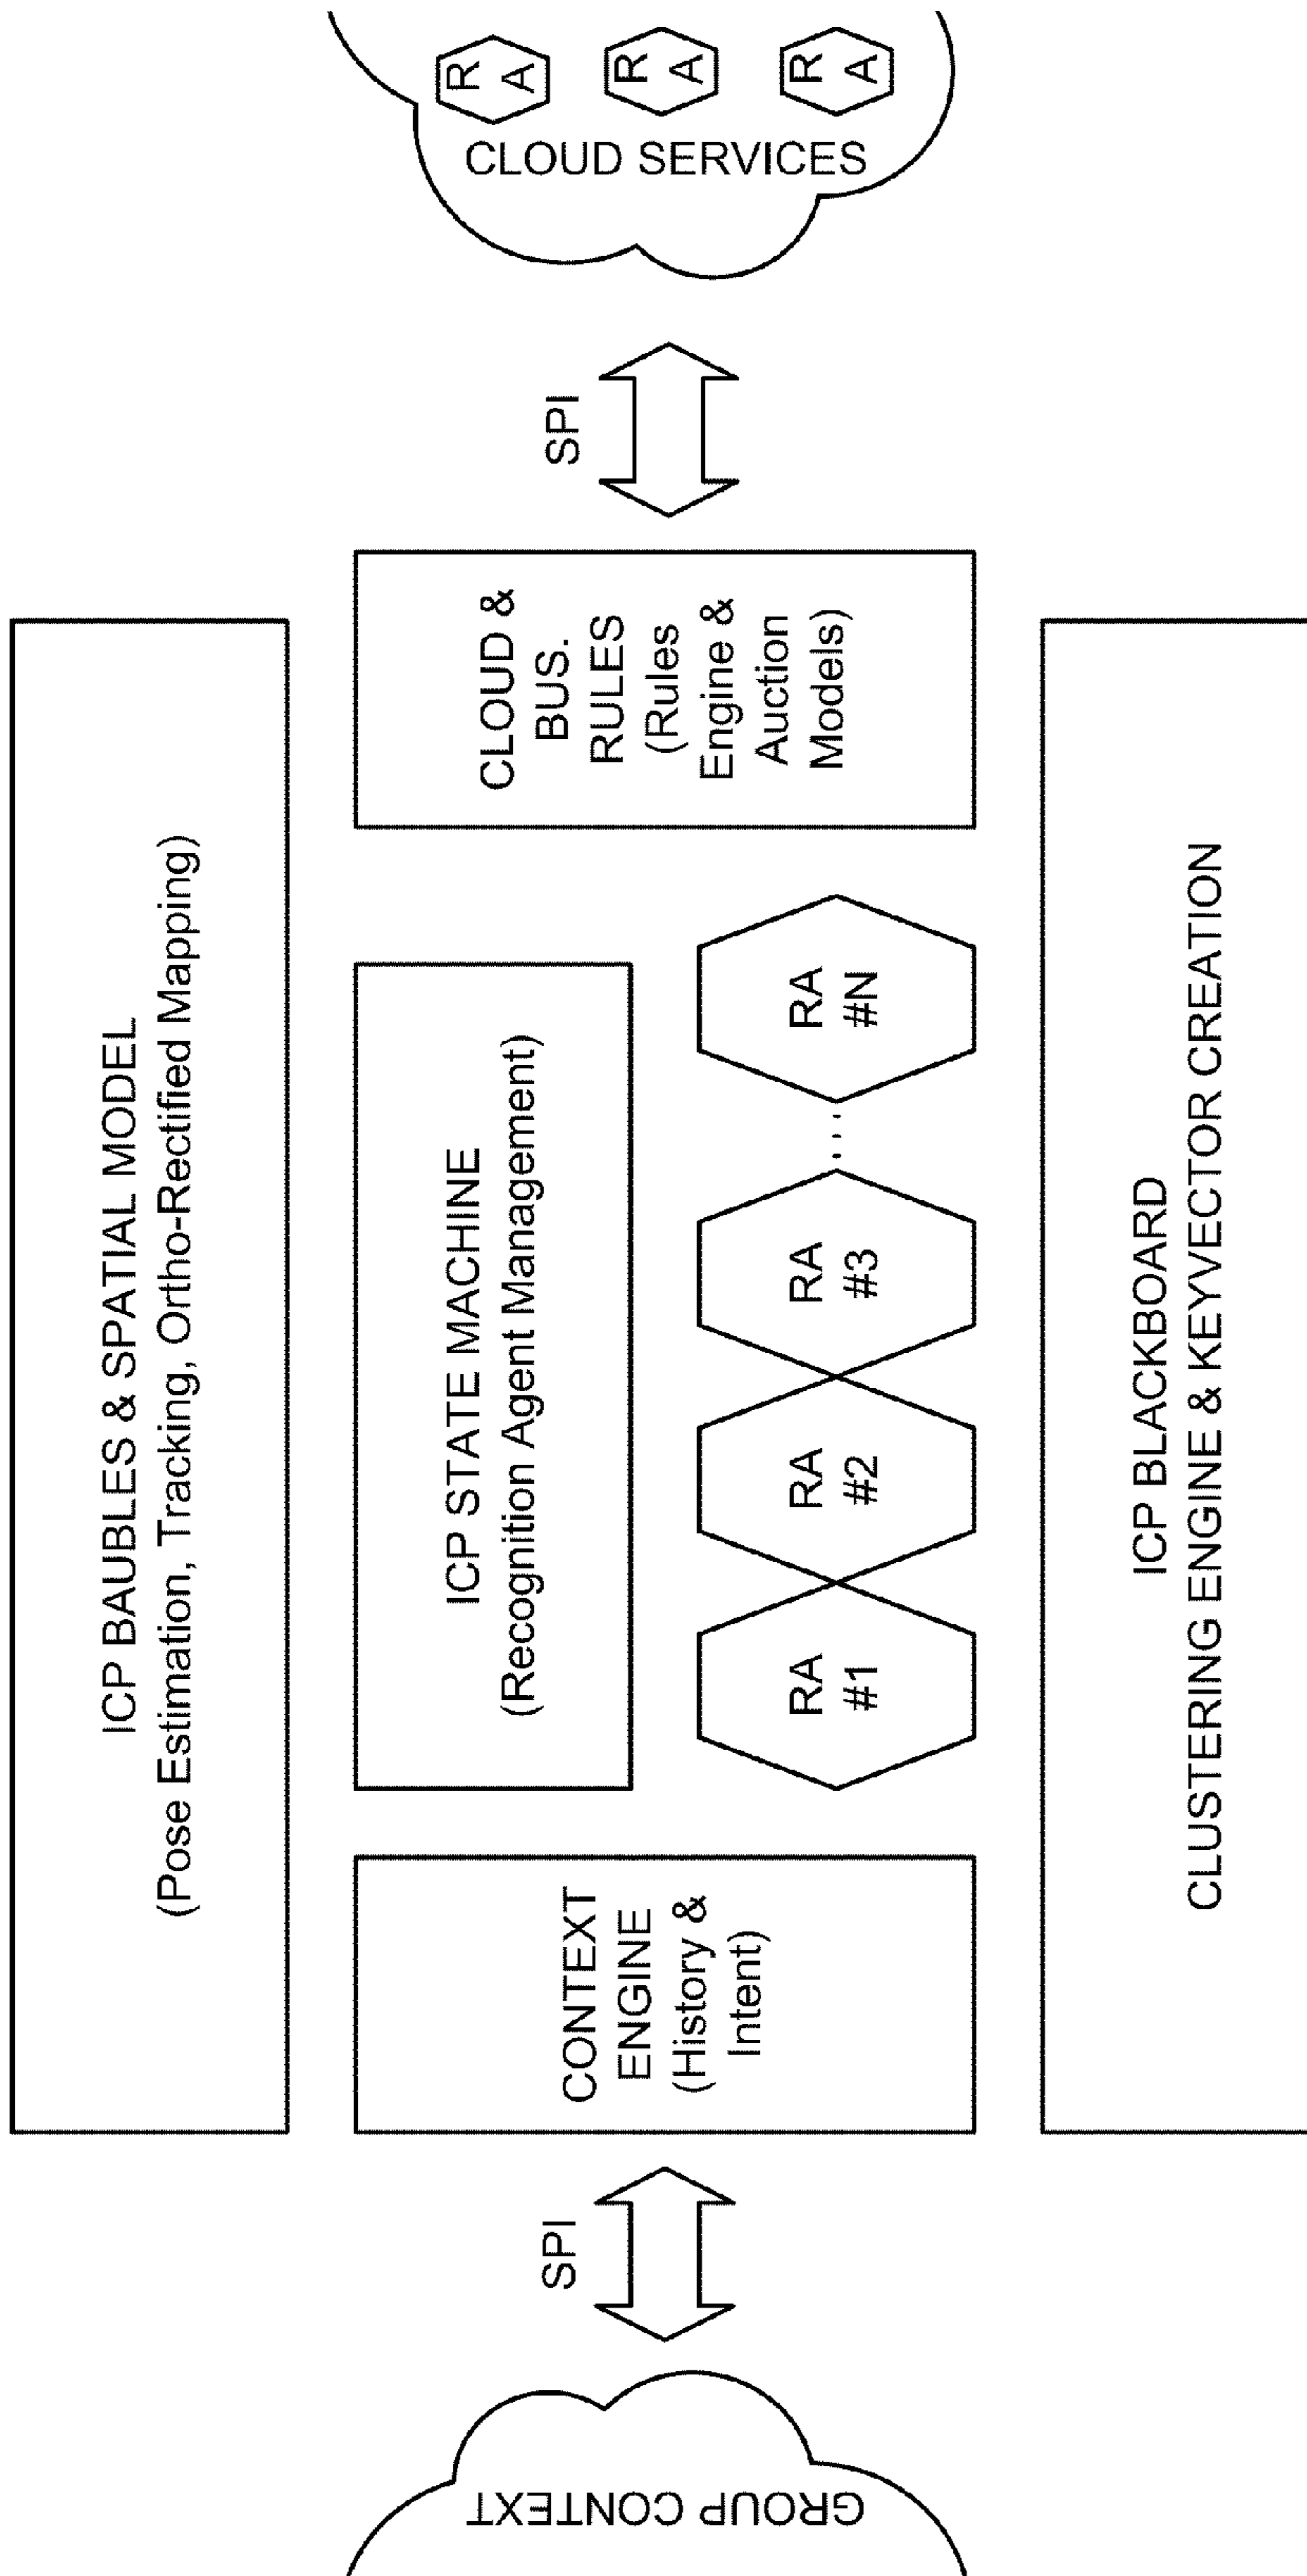 ICP BAUBLES & SPATIAL MODEL
(Pose Estimation, Tracking, Ortho-Rectified Mapping)
GROUP CONTEXT
SPI
CONTEXT
ENGINE
(History &
Intent)
ICP STATE MACHINE
(Recognition Agent Management)
RA
#1
RA
#2
RA
#3
...
RA
#N
CLOUD &
BUS.
RULES
(Rules
Engine &
Auction
Models)
SPI
CLOUD SERVICES
R
A
R
A
R
A
ICP BLACKBOARD
CLUSTERING ENGINE & KEYVECTOR CREATION